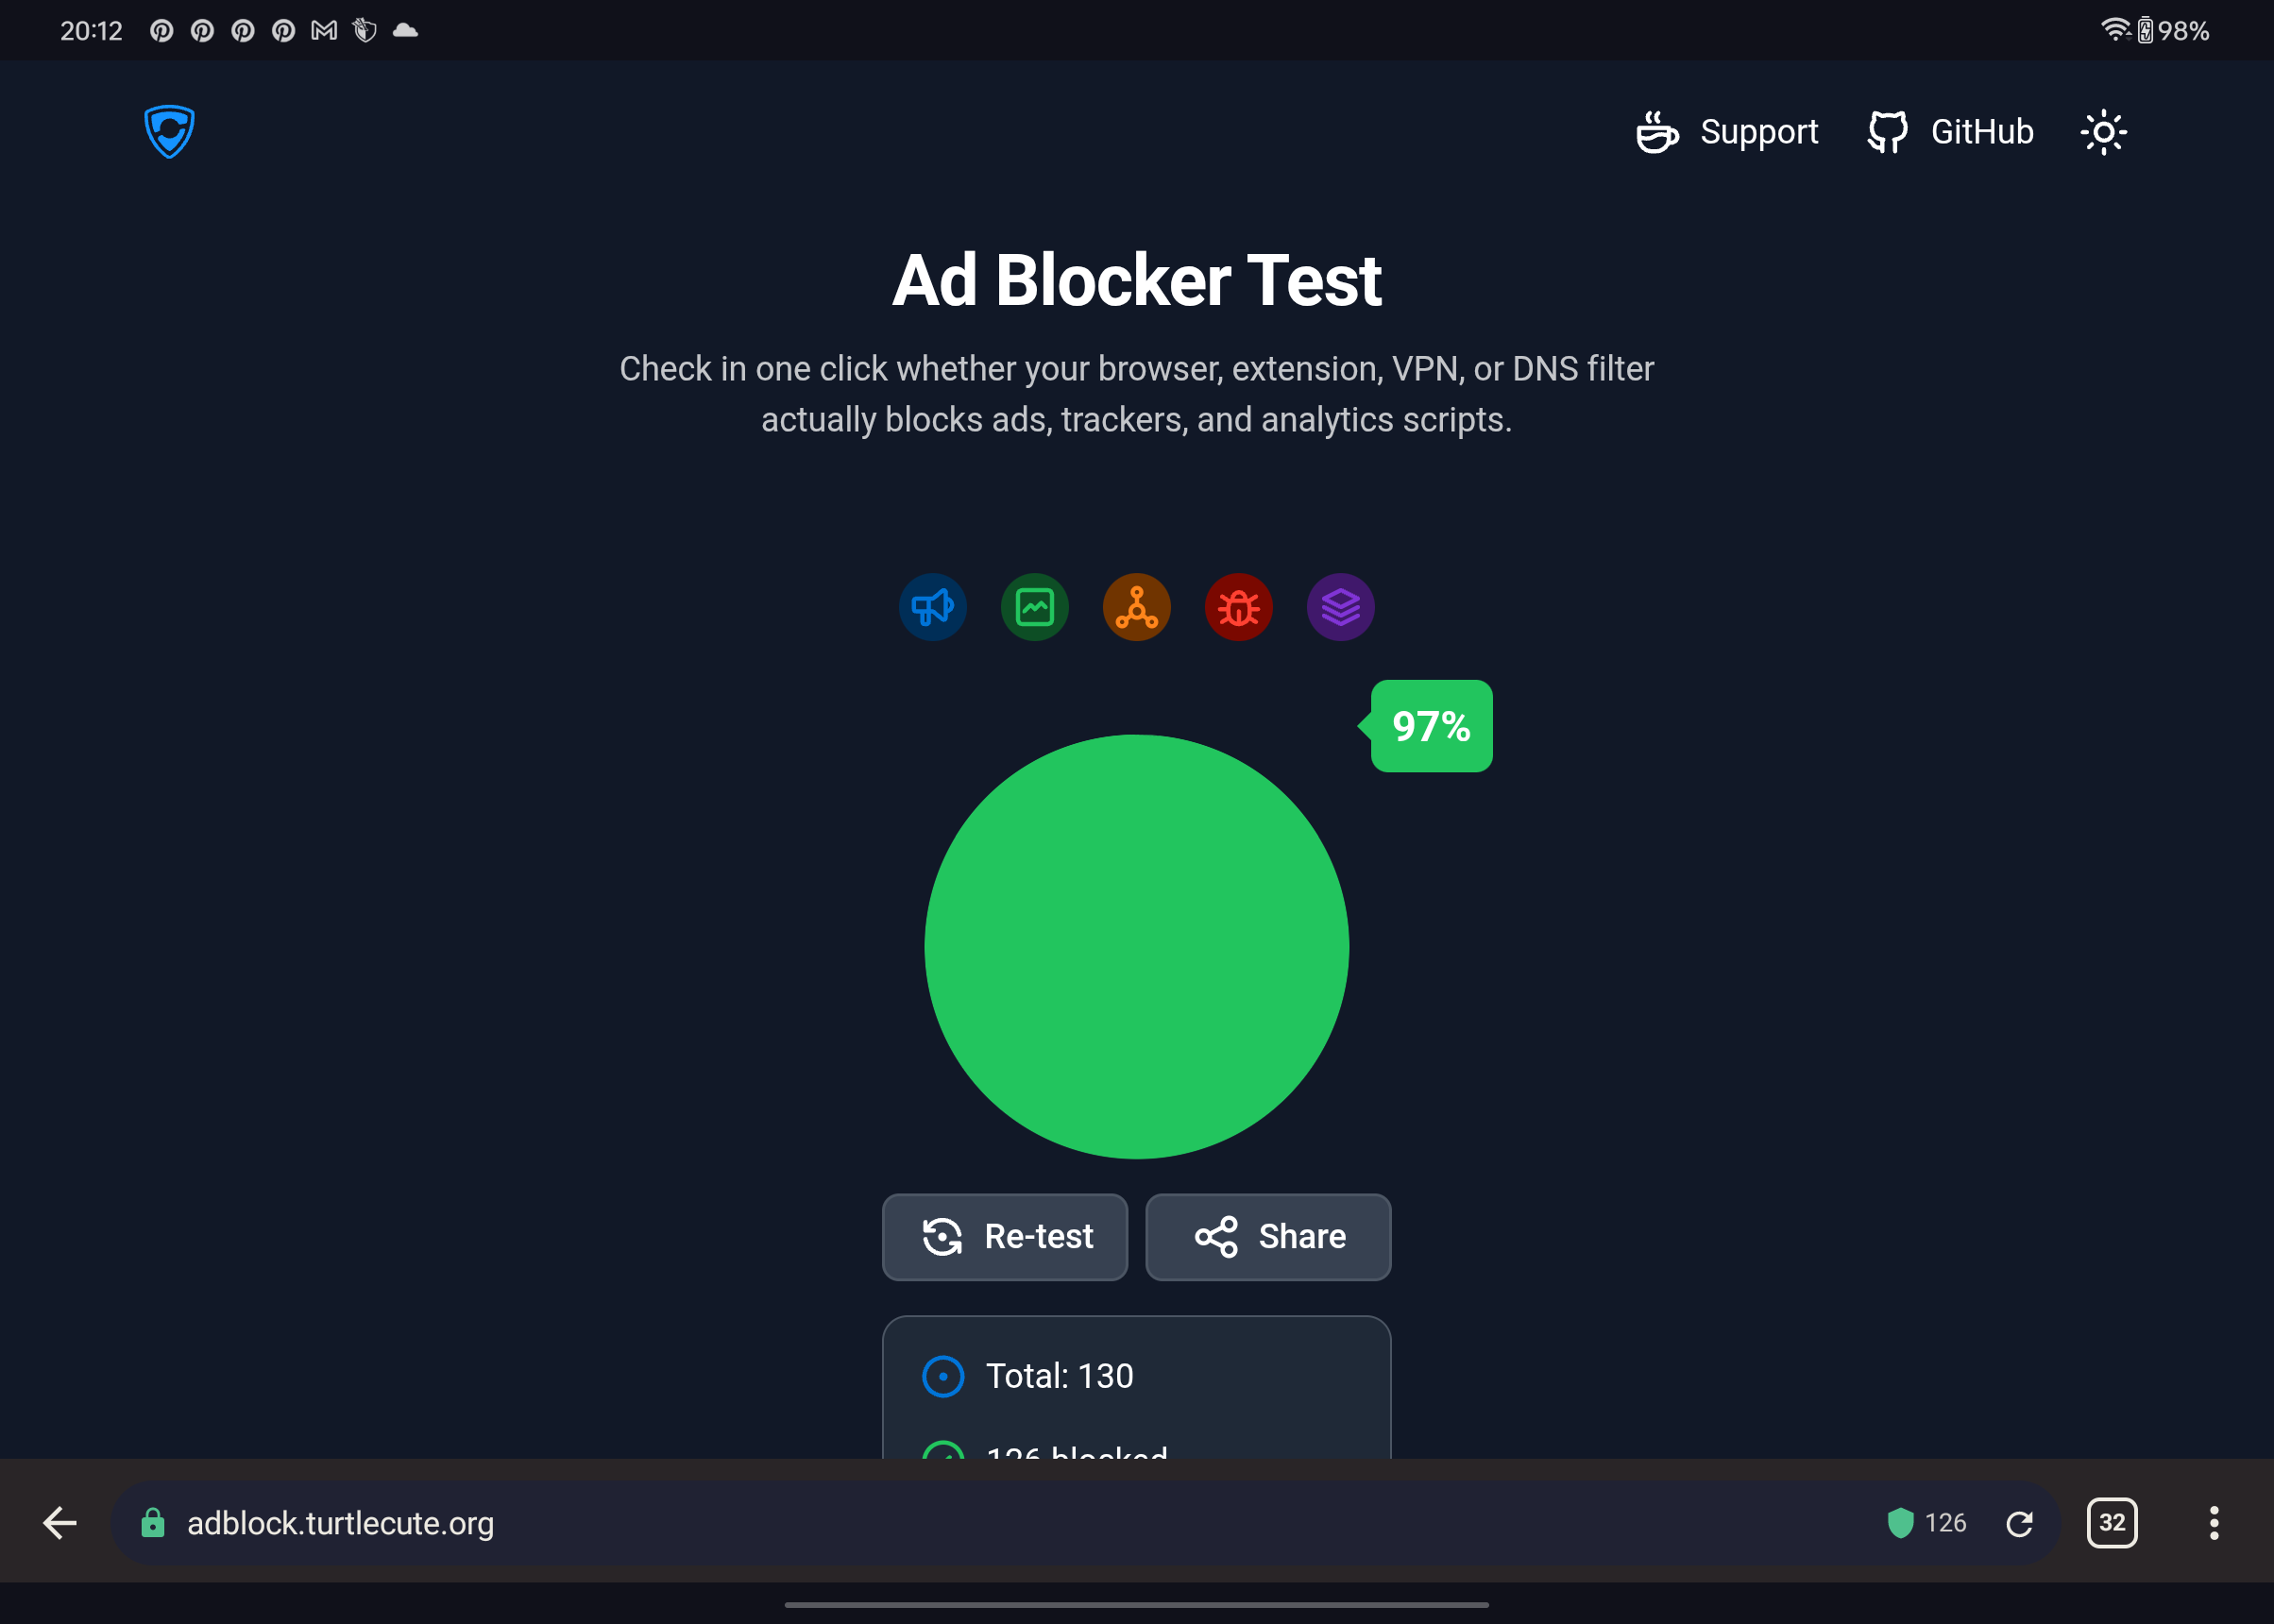 20:12
98%
Support
GitHub
Ad Blocker Test
Check in one click whether your browser, extension, VPN, or DNS filter
actually blocks ads, trackers, and analytics scripts.
97%
Re-test
Share
Total: 130
126 blocked
adblock.turtlecute.org
126
32